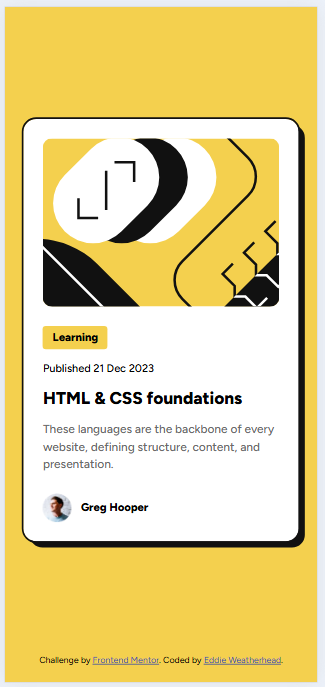 Learning
Published 21 Dec 2023
HTML & CSS foundations
These languages are the backbone of every
website, defining structure, content, and
presentation.
Greg Hooper
Challenge by Frontend Mentor. Coded by Eddie Weatherhead.